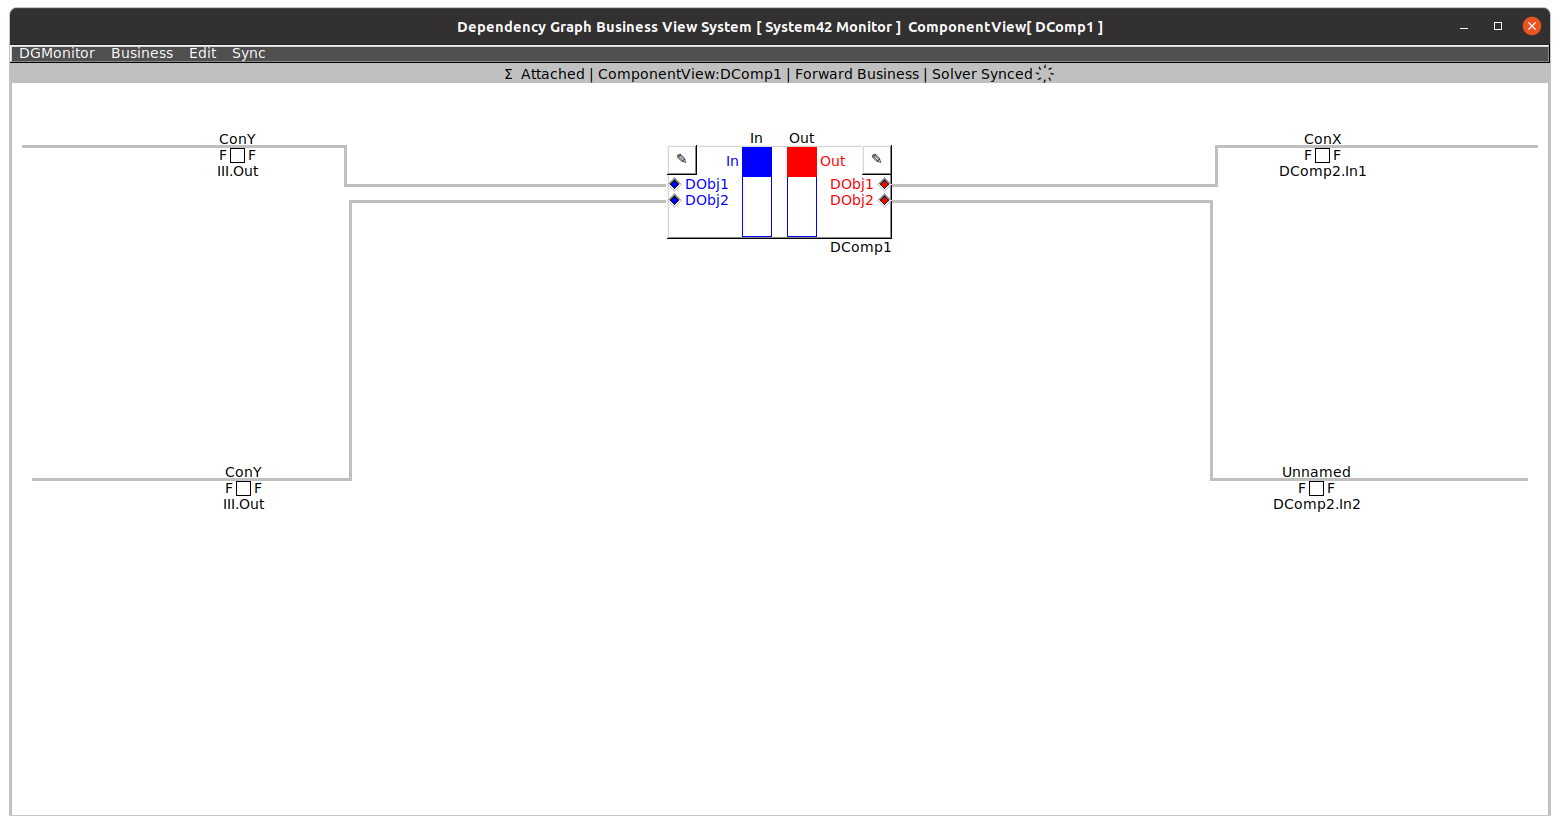 Dependency Graph Business View System [ System42 Monitor ] ComponentView[ DComp1 ]
DGMonitor Business Edit Sync
Σ Attached | ComponentView:DComp1 | Forward Business | Solver Synced
ConY
F F
III.Out
In Out
In Out
DObj1 DObj1
DObj2 DObj2
DComp1
ConX
F F
DComp2.In1
ConY
F F
III.Out
Unnamed
F F
DComp2.In2